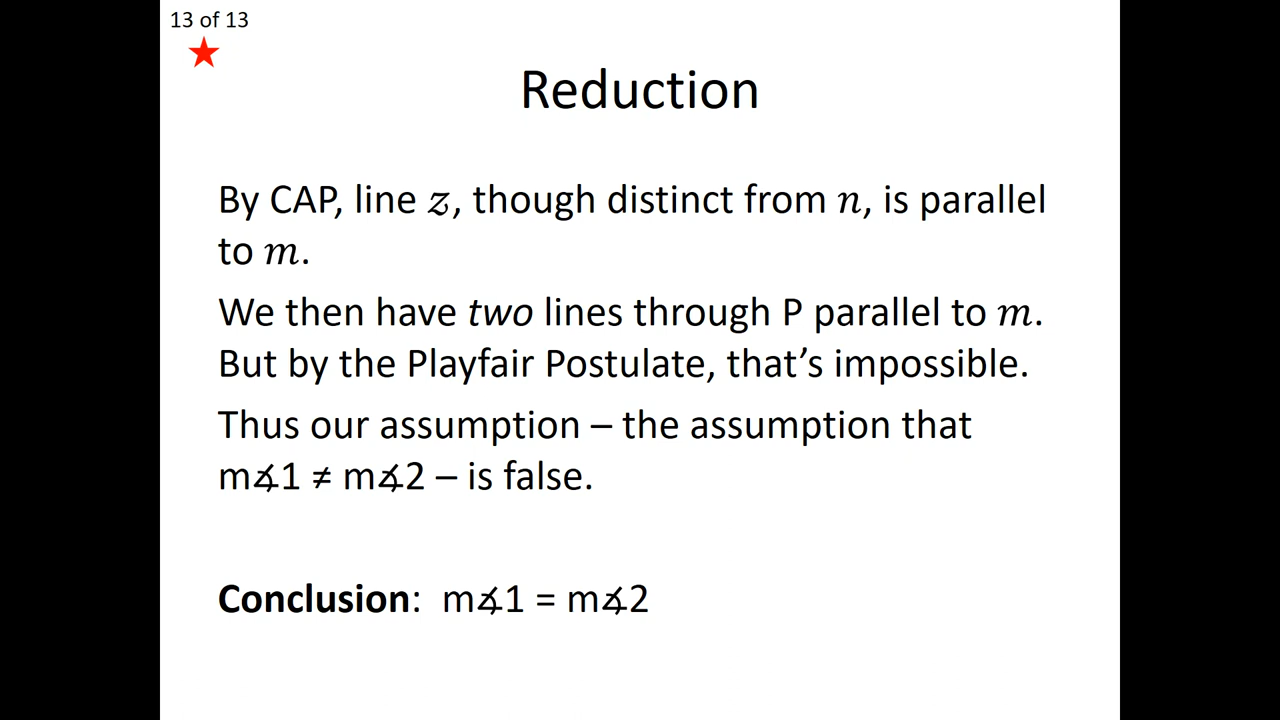 13 of 13
Reduction
By CAP, line 𝑧, though distinct from 𝑛, is parallel
to 𝑚.
We then have two lines through P parallel to 𝑚.
But by the Playfair Postulate, that’s impossible.
Thus our assumption – the assumption that
m∡1 ≠ m∡2 – is false.
Conclusion: m∡1 = m∡2